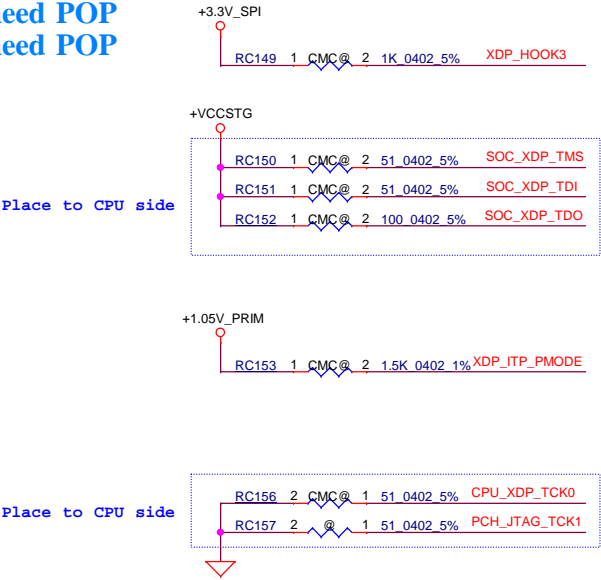 need POP
need POP
+3.3V_SPI
RC149 1 CMC@ 2 1K_0402_5% XDP_HOOK3
+VCCSTG
RC150 1 CMC@ 2 51_0402_5% SOC_XDP_TMS
RC151 1 CMC@ 2 51_0402_5% SOC_XDP_TDI
Place to CPU side
RC152 1 CMC@ 2 100_0402_5% SOC_XDP_TDO
+1.05V_PRIM
RC153 1 CMC@ 2 1.5K_0402_1% XDP_ITP_PMODE
RC156 2 CMC@ 1 51_0402_5% CPU_XDP_TCK0
Place to CPU side
RC157 2 @ 1 51_0402_5% PCH_JTAG_TCK1